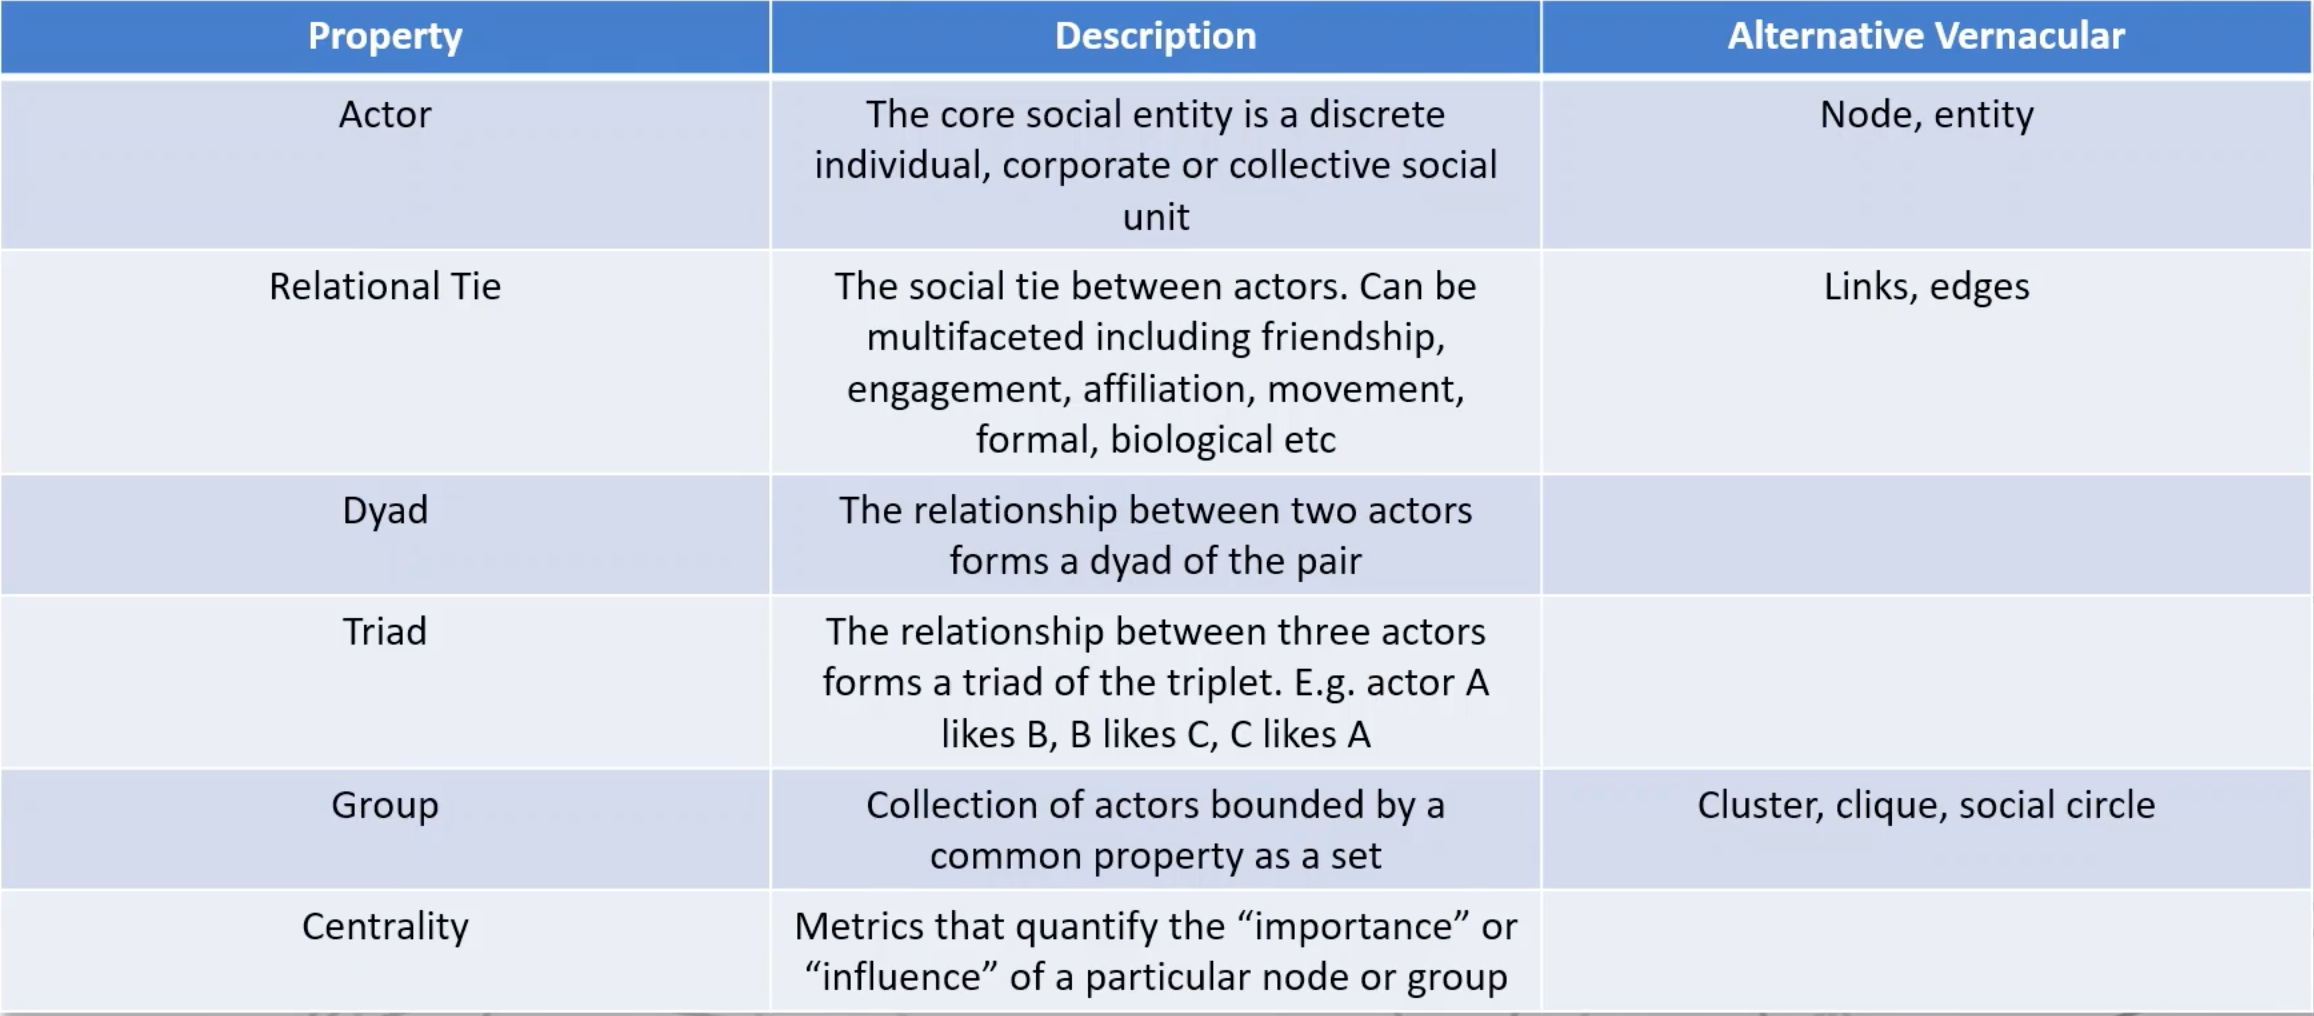 Property
Description
Alternative Vernacular
Actor
The core social entity is a discrete
individual, corporate or collective social
unit
Node, entity
Relational Tie
The social tie between actors. Can be
multifaceted including friendship,
engagement, affiliation, movement,
formal, biological etc
Links, edges
Dyad
The relationship between two actors
forms a dyad of the pair
Triad
The relationship between three actors
forms a triad of the triplet. E.g. actor A
likes B, B likes C, C likes A
Group
Collection of actors bounded by a
common property as a set
Cluster, clique, social circle
Centrality
Metrics that quantify the “importance” or
“influence” of a particular node or group